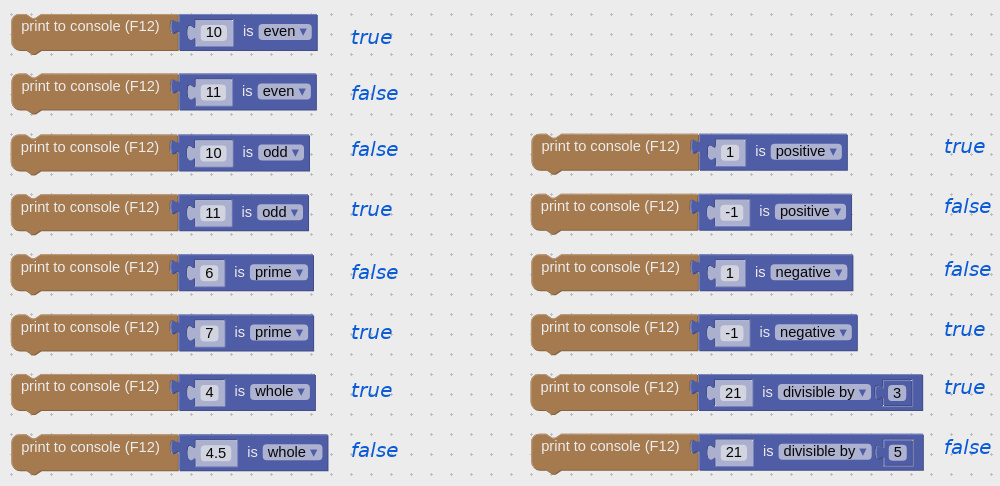 print to console (F12) 10 is even ▾ true
print to console (F12) 11 is even ▾ false
print to console (F12) 10 is odd ▾ false
print to console (F12) 11 is odd ▾ true
print to console (F12) 6 is prime ▾ false
print to console (F12) 7 is prime ▾ true
print to console (F12) 4 is whole ▾ true
print to console (F12) 4.5 is whole ▾ false
print to console (F12) 1 is positive ▾ true
print to console (F12) -1 is positive ▾ false
print to console (F12) 1 is negative ▾ false
print to console (F12) -1 is negative ▾ true
print to console (F12) 21 is divisible by ▾ 3 true
print to console (F12) 21 is divisible by ▾ 5 false